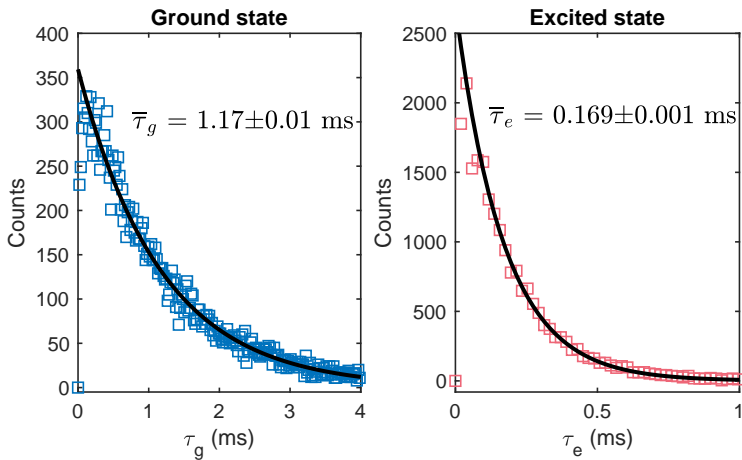 Ground state
Counts
400
350
300
250
200
150
100
50
0
τ̅g = 1.17±0.01 ms
0 1 2 3 4
τg (ms)
Excited state
Counts
2500
2000
1500
1000
500
0
τ̅e = 0.169±0.001 ms
0 0.5 1
τe (ms)